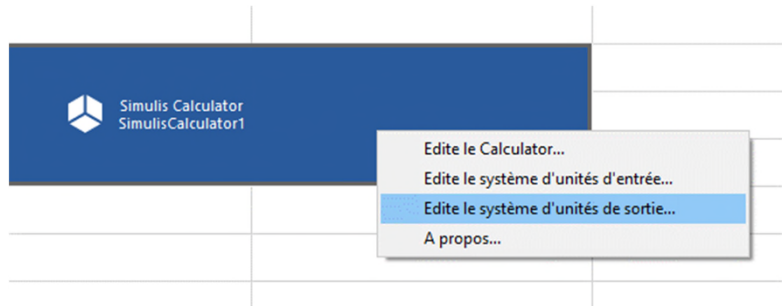 Simulis Calculator
SimulisCalculator1
Edite le Calculator...
Edite le système d'unités d'entrée...
Edite le système d'unités de sortie...
A propos...